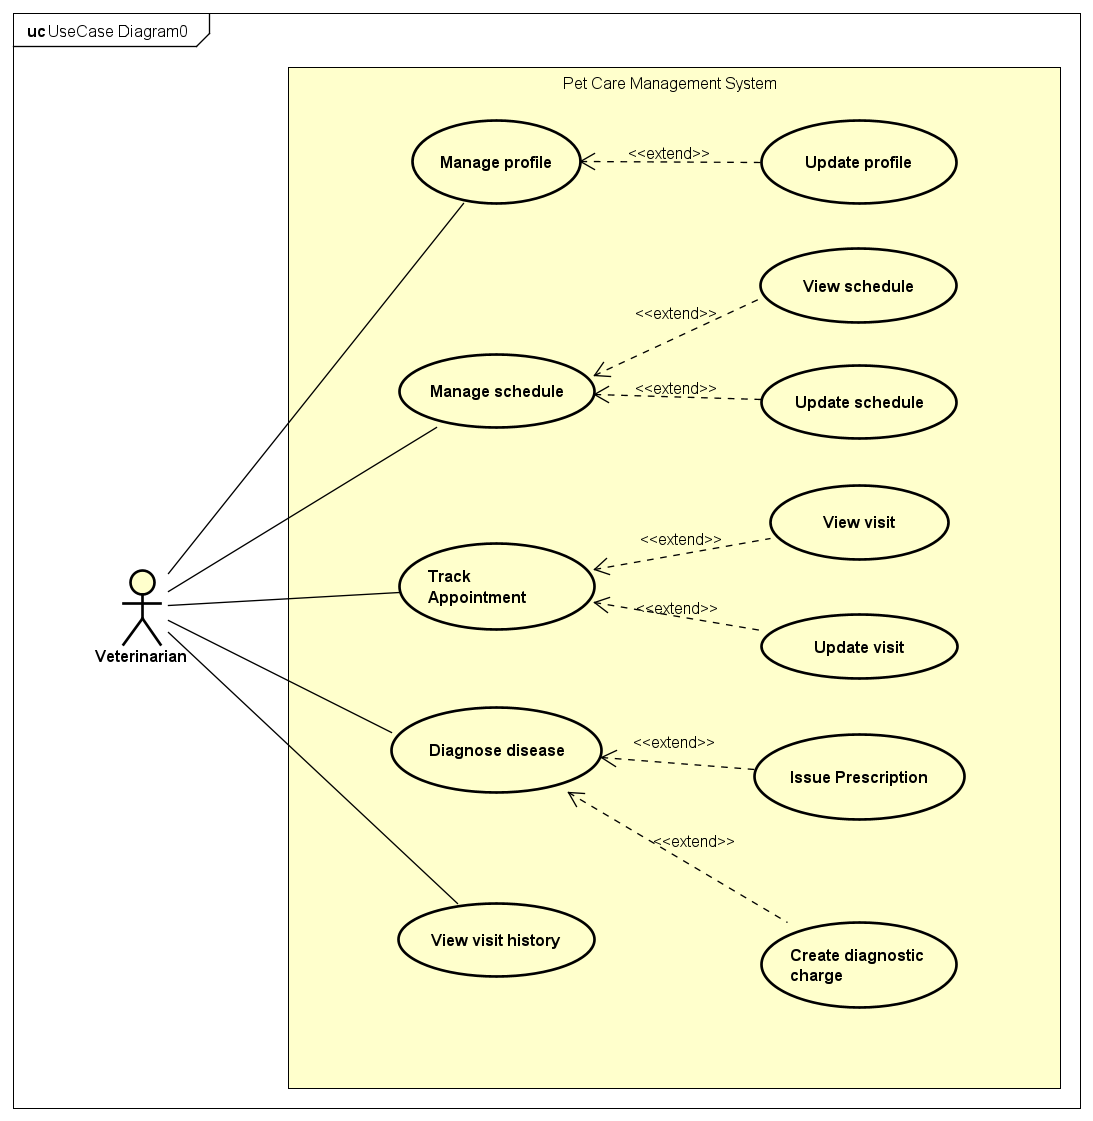 uc UseCase Diagram0
Pet Care Management System
Manage profile
<<extend>>
Update profile
View schedule
<<extend>>
Manage schedule
<<extend>>
Update schedule
View visit
<<extend>>
Track
Appointment
<<extend>>
Update visit
Veterinarian
Diagnose disease
<<extend>>
Issue Prescription
<<extend>>
View visit history
Create diagnostic
charge